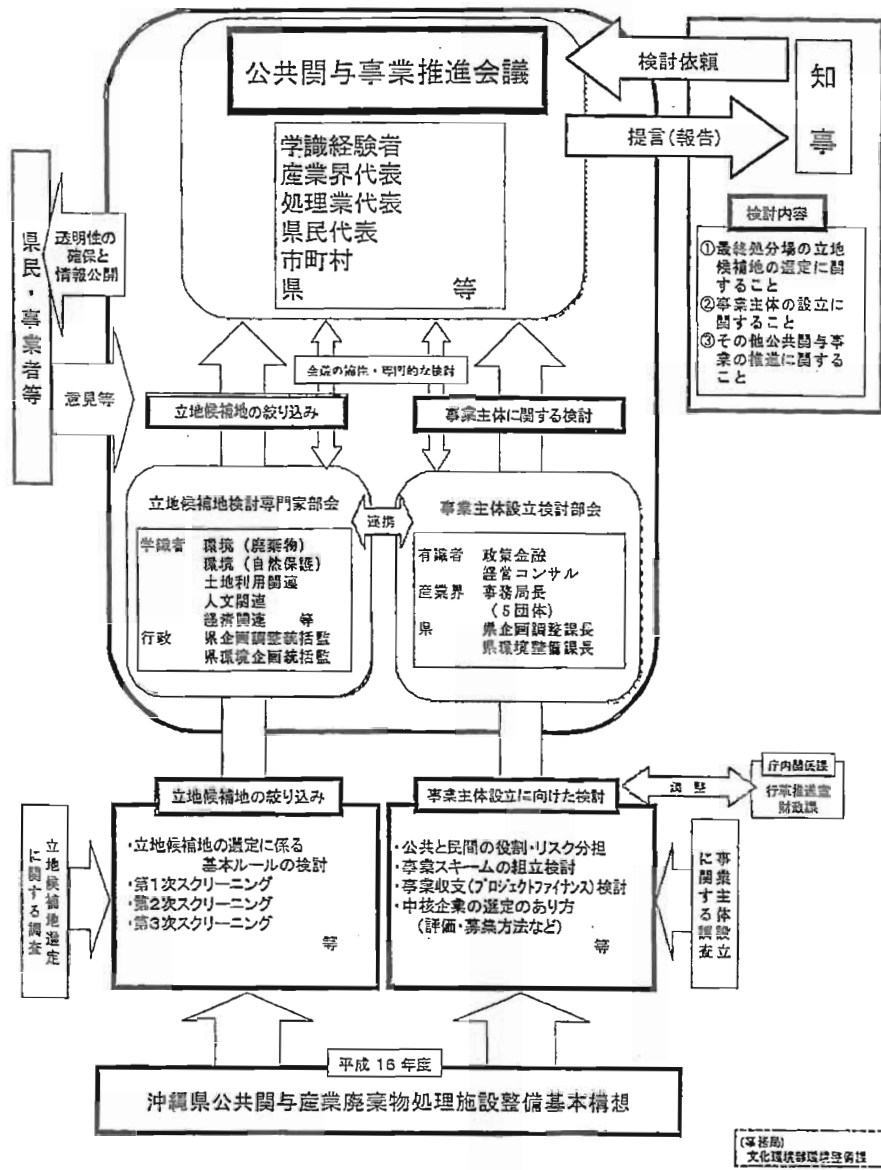 公共関与事業推進会議
学識経験者
産業界代表
処理業代表
県民代表
市町村
県 等
検討依頼
提言(報告)
知事
検討内容
①最終処分場の立地
候補地の選定に関
すること
②事業主体の設立に
関すること
③その他公共関与事
業の推進に関する
こと
県民・事業者等
透明性の
確保と
情報公開
意見等
・専門的な検討
立地候補地の絞り込み
事業主体に関する検討
立地候補地検討専門家部会
学識者 環境(廃棄物)
環境(自然保護)
土地利用関連
人文関連
経済関連 等
行政 県企画調整統括監
県環境企画統括監
連携
事業主体設立検討部会
有識者 政策金融
経営コンサル
産業界 事務局長
(5団体)
県 県企画調整課長
県環境整備課長
立地候補地の絞り込み
・立地候補地の選定に係る
基本ルールの検討
・第1次スクリーニング
・第2次スクリーニング
・第3次スクリーニング
等
立地候補地選定
に関する調査
事業主体設立に向けた検討
・公共と民間の役割・リスク分担
・事業スキームの組立検討
・事業収支(プロジェクトファイナンス)検討
・中核企業の選定のあり方
(評価・募集方法など)
等
調整
庁内関係課
行革推進室
財政課
事業主体設立
に関する調査
平成 16 年度
沖縄県公共関与産業廃棄物処理施設整備基本構想
(事務局)
文化環境部環境整備課